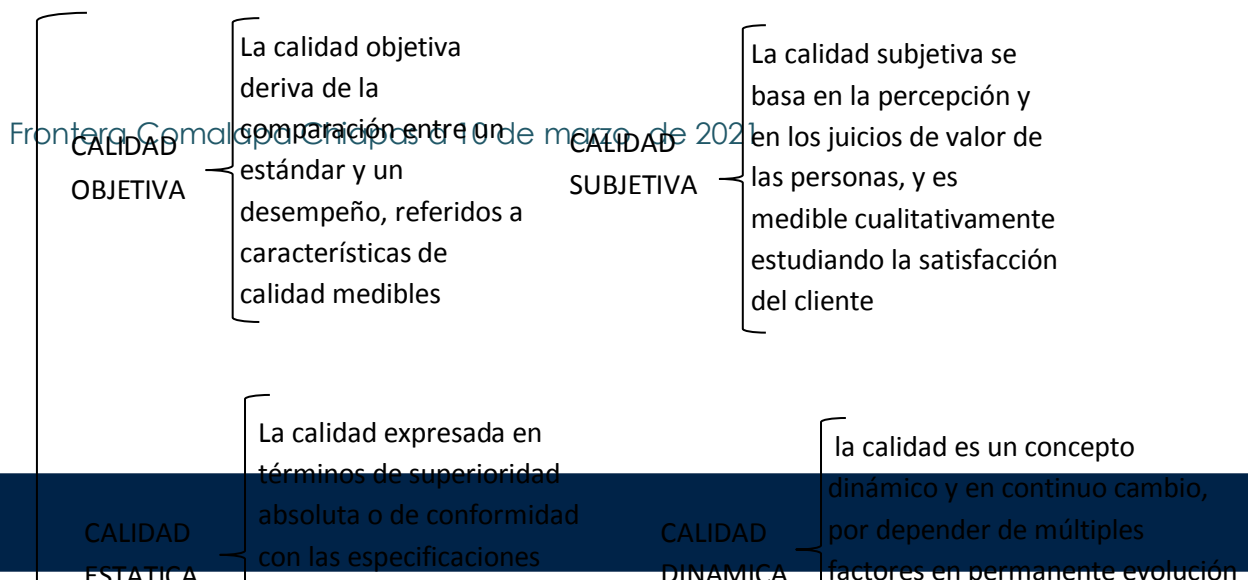 La calidad objetiva
deriva de la
comparación entre un
estándar y un
desempeño, referidos a
características de
calidad medibles
CALIDAD
OBJETIVA
La calidad subjetiva se
basa en la percepción y
en los juicios de valor de
las personas, y es
medible cualitativamente
estudiando la satisfacción
del cliente
CALIDAD
SUBJETIVA
Frontera Comalapa Chiapas a 10 de marzo de 2021
La calidad expresada en
términos de superioridad
absoluta o de conformidad
con las especificaciones
CALIDAD
ESTATICA
la calidad es un concepto
dinámico y en continuo cambio,
por depender de múltiples
factores en permanente evolución
CALIDAD
DINAMICA